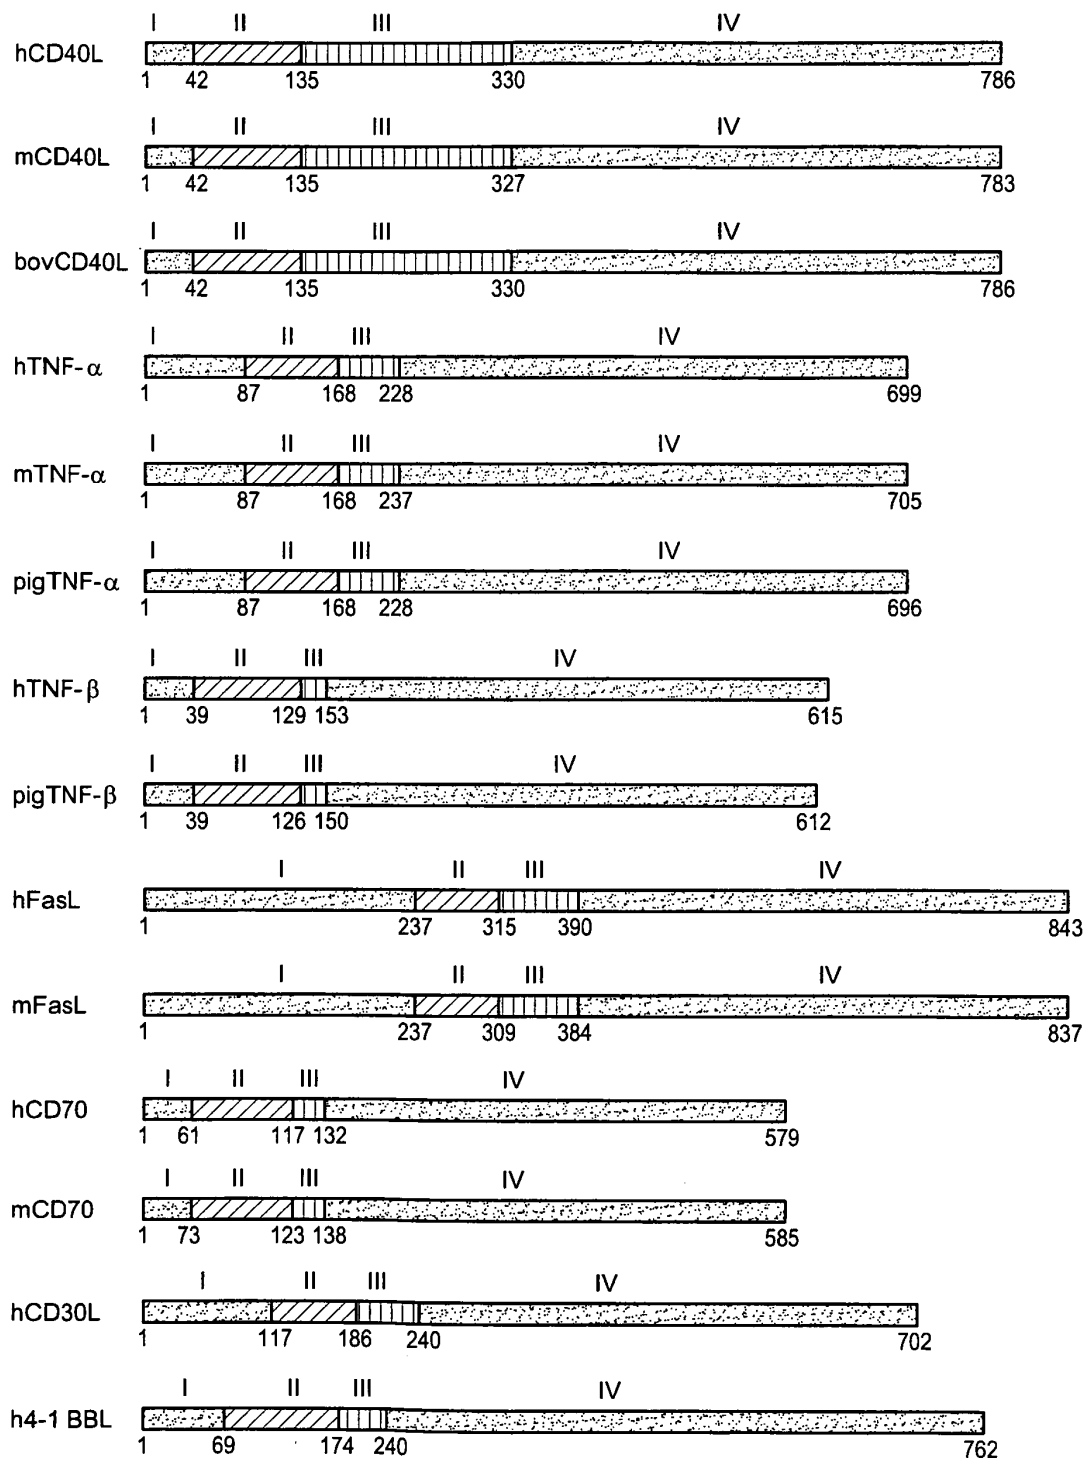 I II III IV
hCD40L
1 42 135 330 786
I II III IV
mCD40L
1 42 135 327 783
I II III IV
bovCD40L
1 42 135 330 786
I II III IV
hTNF-α
1 87 168 228 699
I II III IV
mTNF-α
1 87 168 237 705
I II III IV
pigTNF-α
1 87 168 228 696
I II III IV
hTNF-β
1 39 129 153 615
I II III IV
pigTNF-β
1 39 126 150 612
I II III IV
hFasL
1 237 315 390 843
I II III IV
mFasL
1 237 309 384 837
I II III IV
hCD70
1 61 117 132 579
I II III IV
mCD70
1 73 123 138 585
I II III IV
hCD30L
1 117 186 240 702
I II III IV
h4-1 BBL
1 69 174 240 762